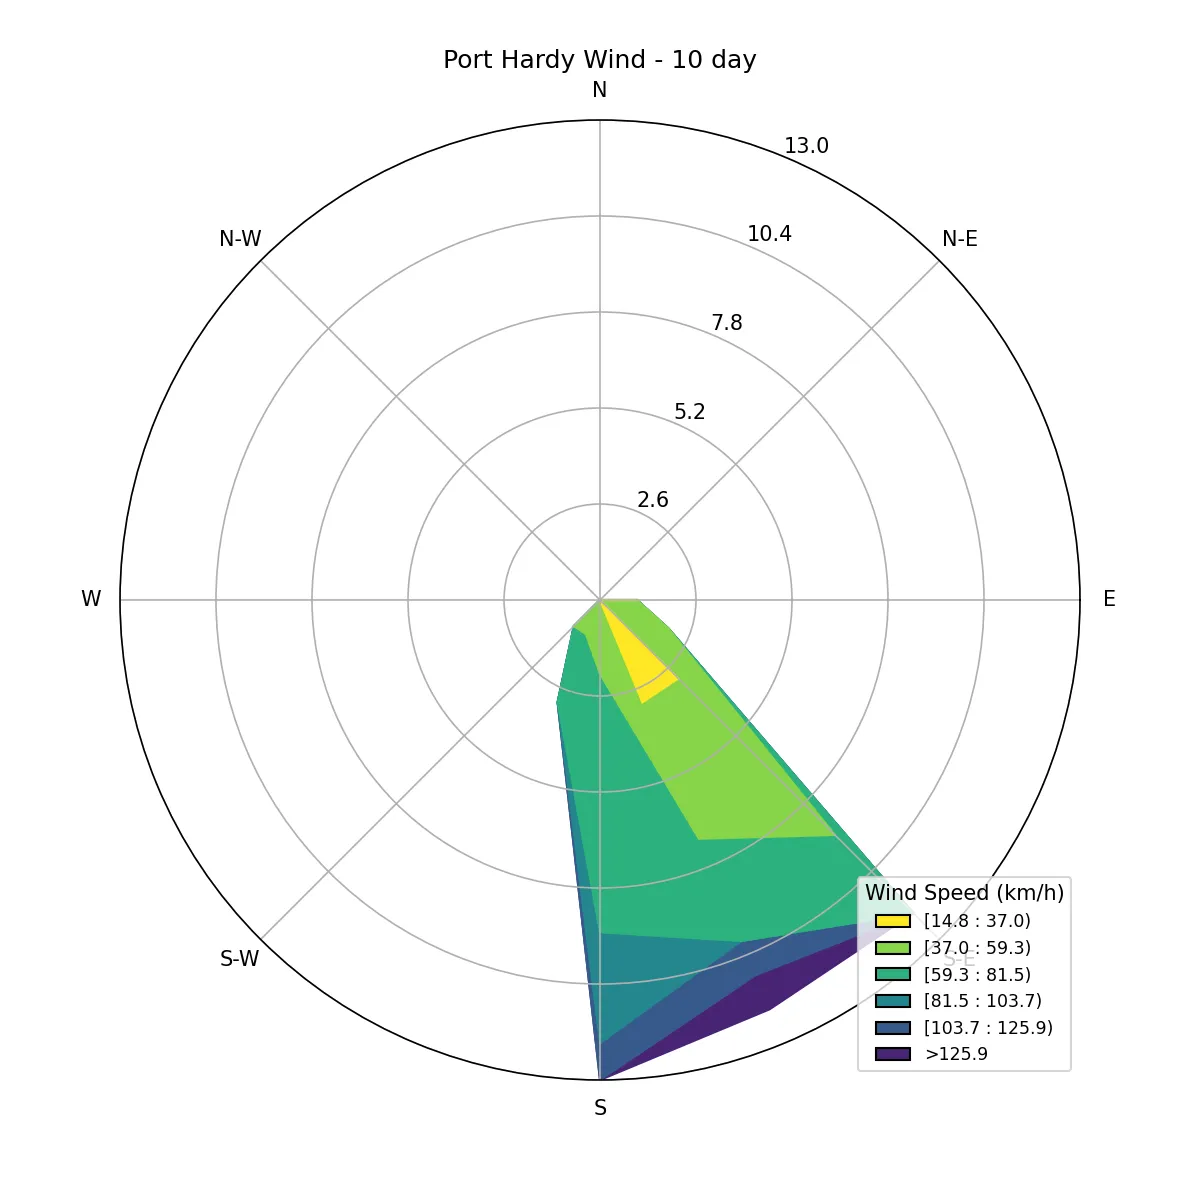 Port Hardy Wind - 10 day
N
13.0
N-W
N-E
10.4
7.8
5.2
2.6
W
E
Wind Speed (km/h)
[14.8 : 37.0)
[37.0 : 59.3)
S-W
S-E
[59.3 : 81.5)
[81.5 : 103.7)
[103.7 : 125.9)
>125.9
S